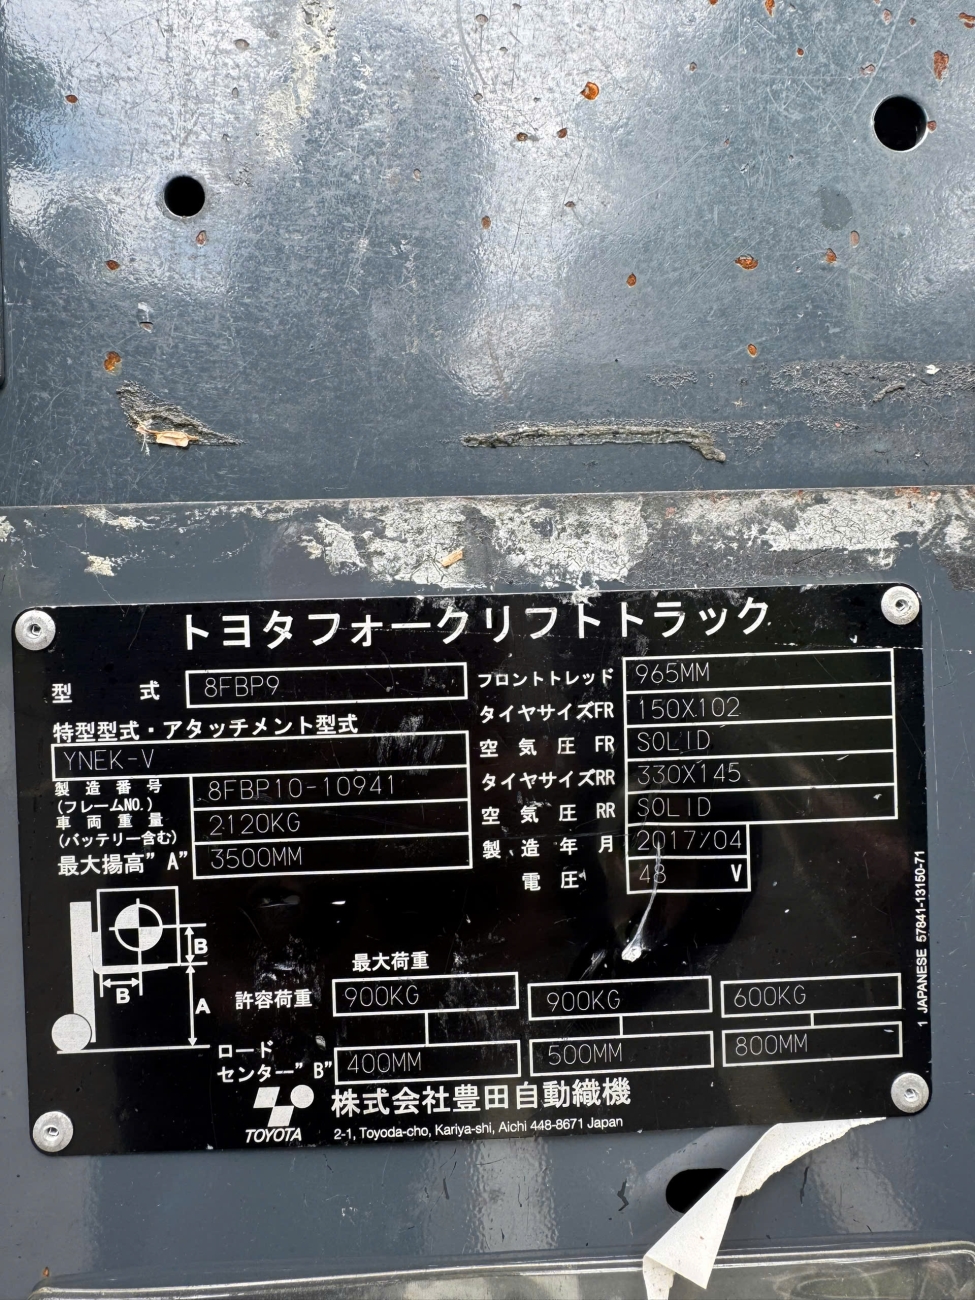 トヨタフォークリフトトラック
型 式 8FBP9
特型型式・アタッチメント型式
YNEK-V
製造番号
(フレームNO.) 8FBP10-10941
車両重量
(バッテリー含む) 2120KG
最大揚高"A" 3500MM
フロントトレッド 965MM
タイヤサイズFR 150X102
空気圧 FR SOLID
タイヤサイズRR 330X145
空気圧 RR SOLID
製造年月 2017/04
電圧 48 V
B
B
A
最大荷重
許容荷重 900KG 900KG 600KG
ロード
センター"B" 400MM 500MM 800MM
TOYOTA
株式会社豊田自動織機
2-1, Toyoda-cho, Kariya-shi, Aichi 448-8671 Japan
1 JAPANESE 57841-13150-71